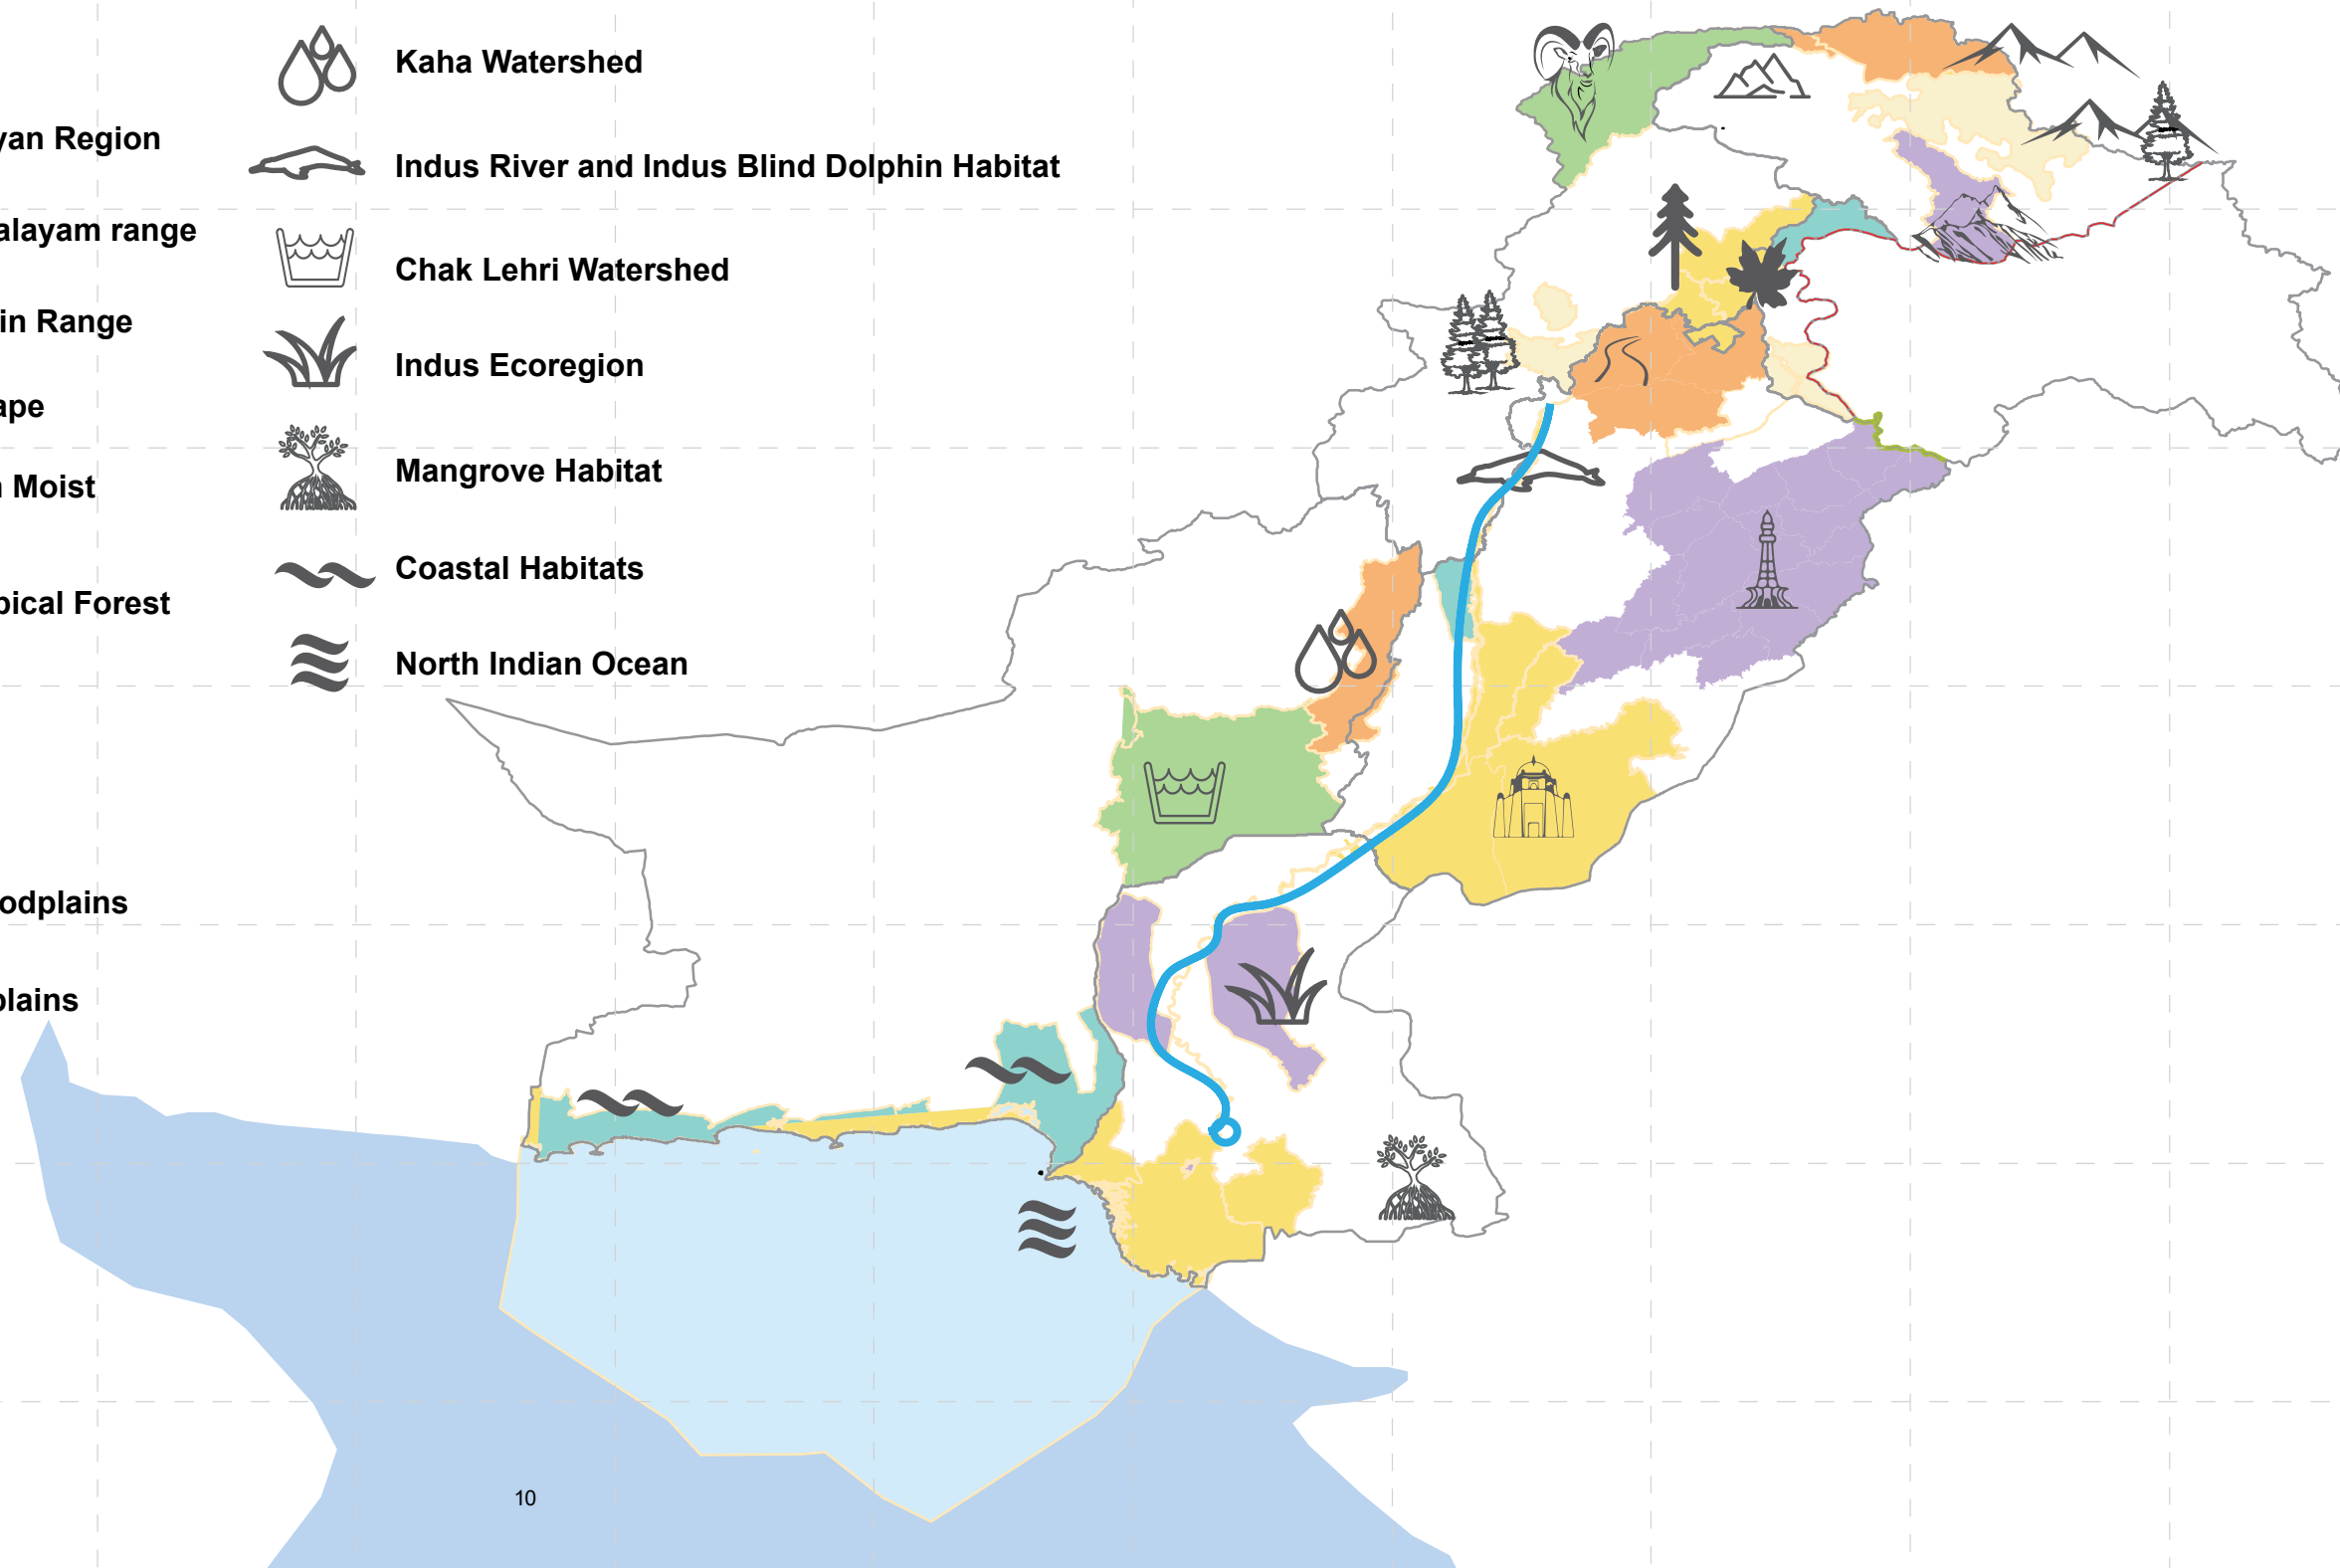 Kaha Watershed
yan Region
Indus River and Indus Blind Dolphin Habitat
alayam range
Chak Lehri Watershed
in Range
Indus Ecoregion
ape
Mangrove Habitat
Moist
Coastal Habitats
pical Forest
North Indian Ocean
odplains
plains
10